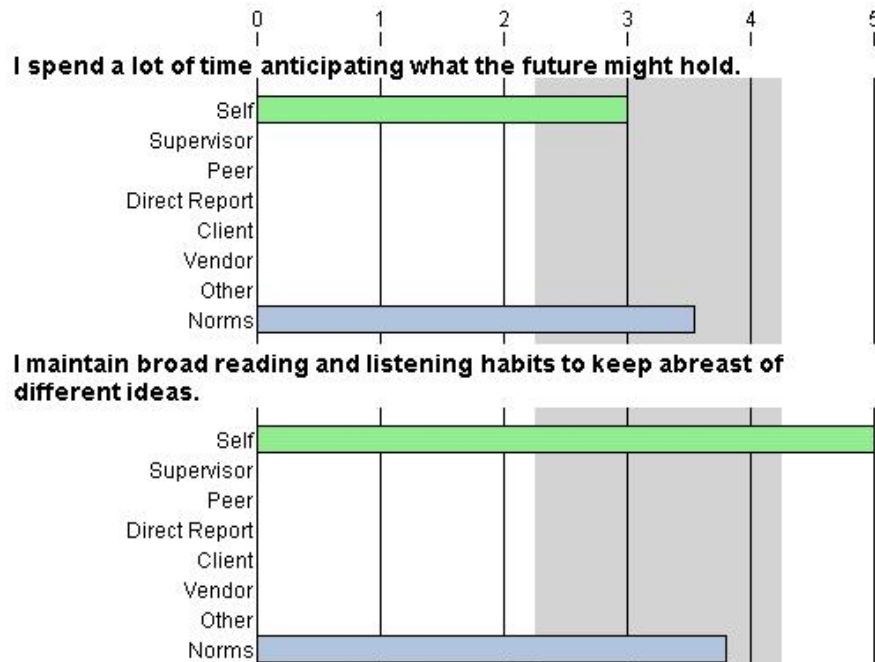 0 1 2 3 4 5
I spend a lot of time anticipating what the future might hold.
Self
Supervisor
Peer
Direct Report
Client
Vendor
Other
Norms
I maintain broad reading and listening habits to keep abreast of
different ideas.
Self
Supervisor
Peer
Direct Report
Client
Vendor
Other
Norms